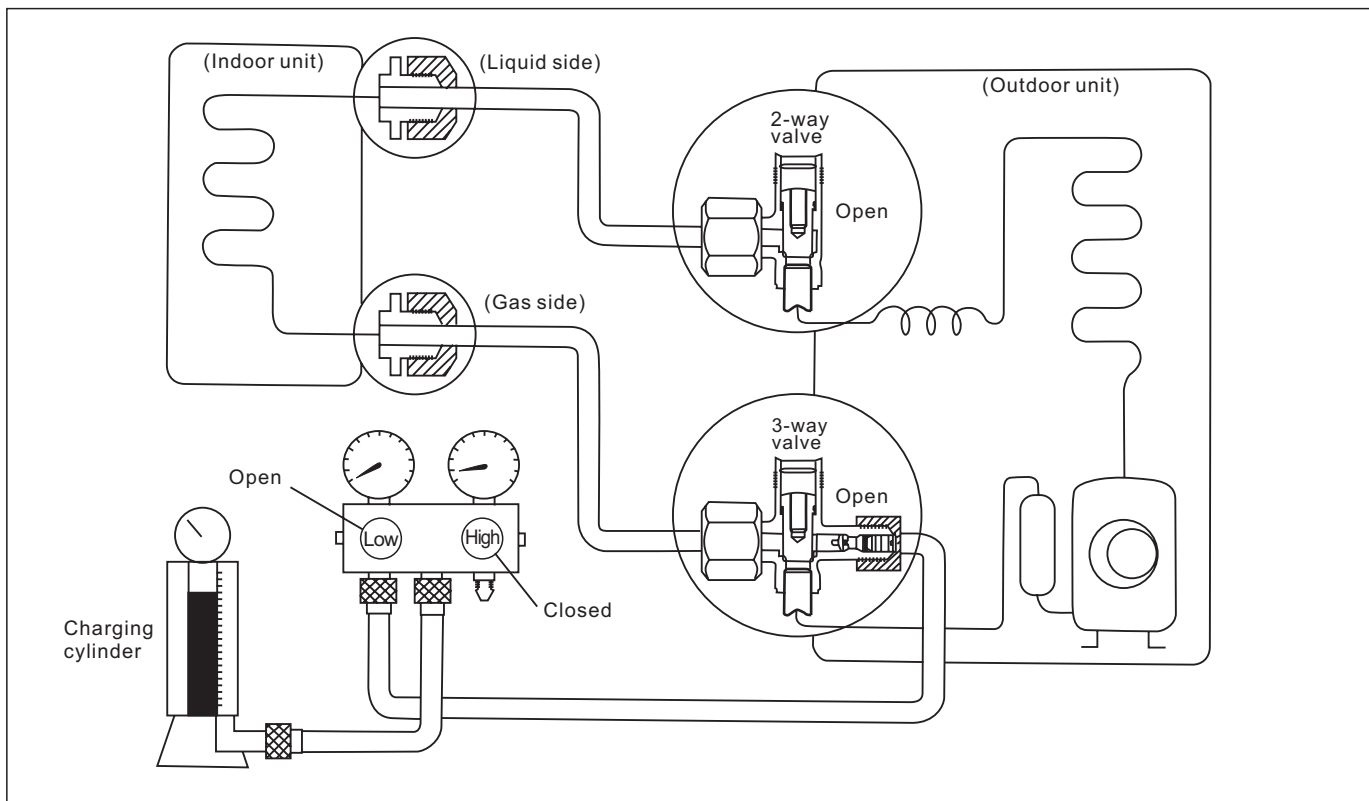 (Indoor unit)
(Liquid side)
(Outdoor unit)
2-way
valve
Open
(Gas side)
3-way
valve
Open
Open
Low
High
Closed
Charging
cylinder